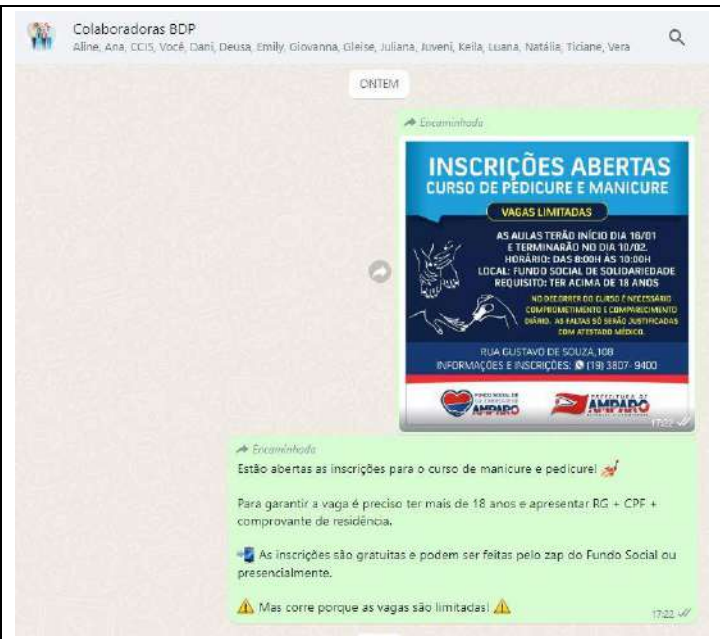 Colaboradoras BDP
Aline, Ana, CCI5, Você, Dani, Deusa, Emily, Giovanna, Gleise, Juliana, Juveni, Keila, Luana, Natália, Ticiane, Vera
ONTEM
Encaminhada
INSCRIÇÕES ABERTAS
CURSO DE PEDICURE E MANICURE
VAGAS LIMITADAS
AS AULAS TERÃO INÍCIO DIA 16/01
E TERMINARÃO NO DIA 10/02.
HORÁRIO: DAS 8:00H ÀS 10:00H
LOCAL: FUNDO SOCIAL DE SOLIDARIEDADE
REQUISITO: TER ACIMA DE 18 ANOS
NO DECORRER DO CURSO É NECESSÁRIO
COMPROMETIMENTO E COMPARECIMENTO
DIÁRIO. AS FALTAS SÓ SERÃO JUSTIFICADAS
COM ATESTADO MÉDICO.
RUA GUSTAVO DE SOUZA,108
INFORMAÇÕES E INSCRIÇÕES: (19) 3807- 9400
FUNDO SOCIAL DE
AMPARO
PREFEITURA DE
AMPARO
17:22
Encaminhada
Estão abertas as inscrições para o curso de manicure e pedicure! 💅
Para garantir a vaga é preciso ter mais de 18 anos e apresentar RG + CPF +
comprovante de residência.
📲 As inscrições são gratuitas e podem ser feitas pelo zap do Fundo Social ou
presencialmente.
⚠️ Mas corre porque as vagas são limitadas! ⚠️
17:22